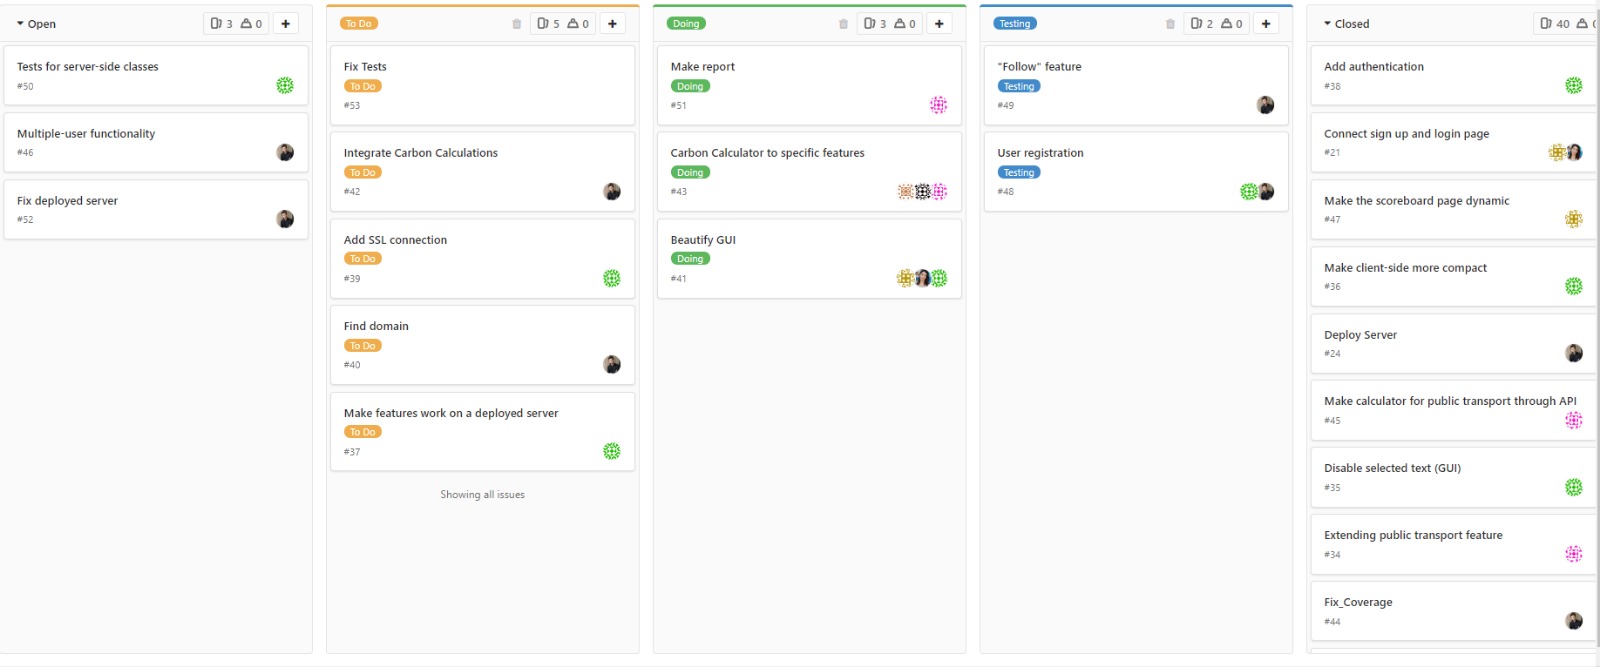 Open
3 0
Tests for server-side classes
#50
Multiple-user functionality
#46
Fix deployed server
#52
To Do
5 0
Fix Tests
To Do
#53
Integrate Carbon Calculations
To Do
#42
Add SSL connection
To Do
#39
Find domain
To Do
#40
Make features work on a deployed server
To Do
#37
Showing all issues
Doing
3 0
Make report
Doing
#51
Carbon Calculator to specific features
Doing
#43
Beautify GUI
Doing
#41
Testing
2 0
"Follow" feature
Testing
#49
User registration
Testing
#48
Closed
40 0
Add authentication
#38
Connect sign up and login page
#21
Make the scoreboard page dynamic
#47
Make client-side more compact
#36
Deploy Server
#24
Make calculator for public transport through API
#45
Disable selected text (GUI)
#35
Extending public transport feature
#34
Fix_Coverage
#44